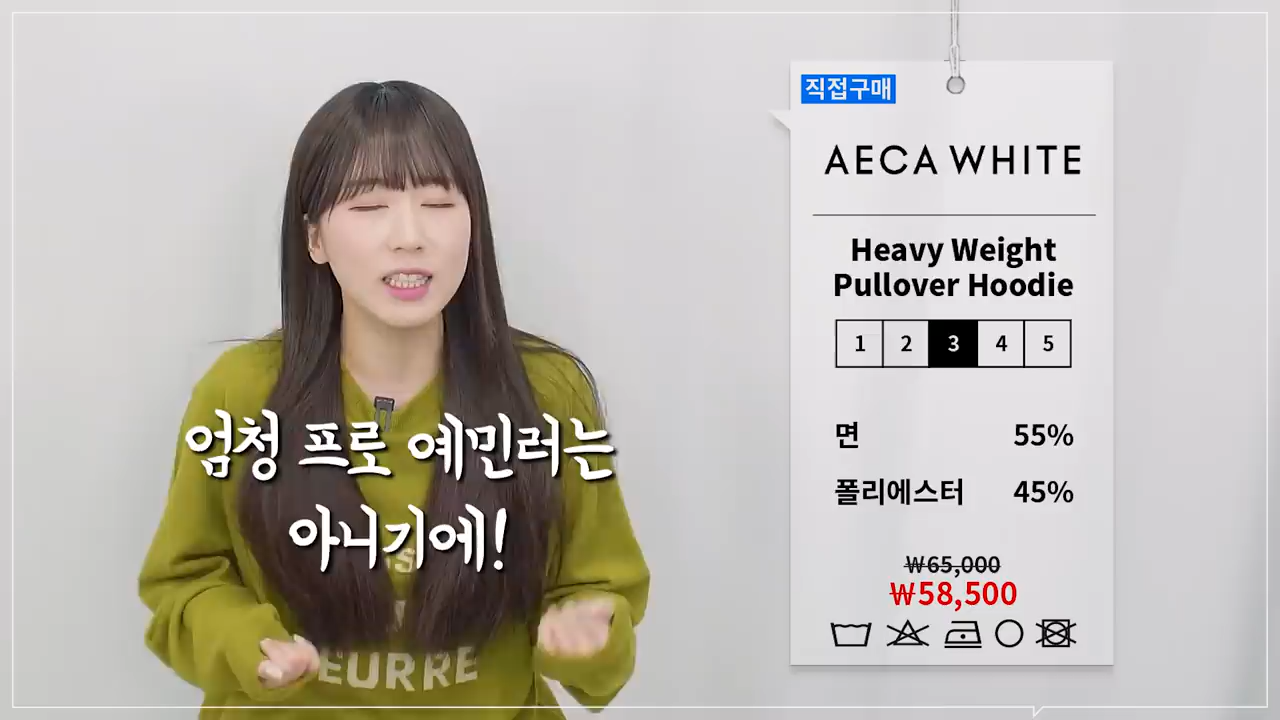 직접구매
AECA WHITE
Heavy Weight
Pullover Hoodie
1 2 3 4 5
면 55%
폴리에스터 45%
₩65,000
₩58,500
엄청 프로 예민러는
아니기에!
EURRE